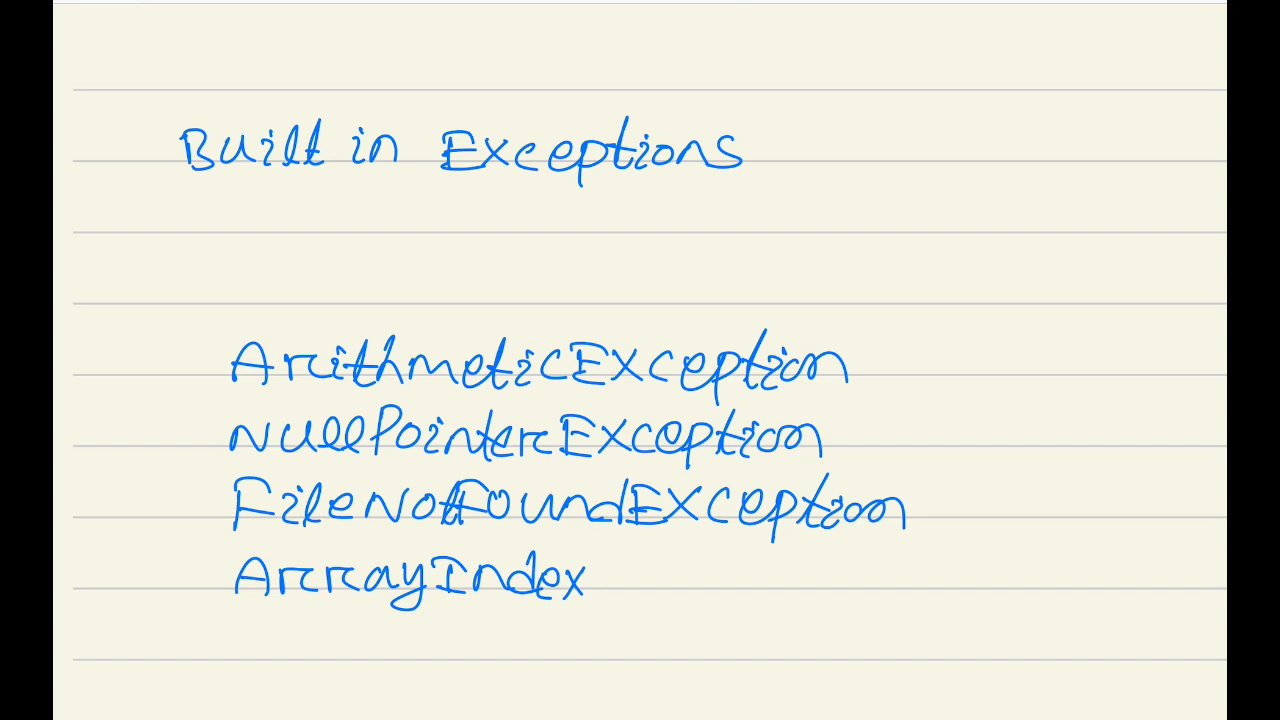 Built in Exceptions
ArithmeticException
NullPointerException
FileNotFoundException
ArrayIndex